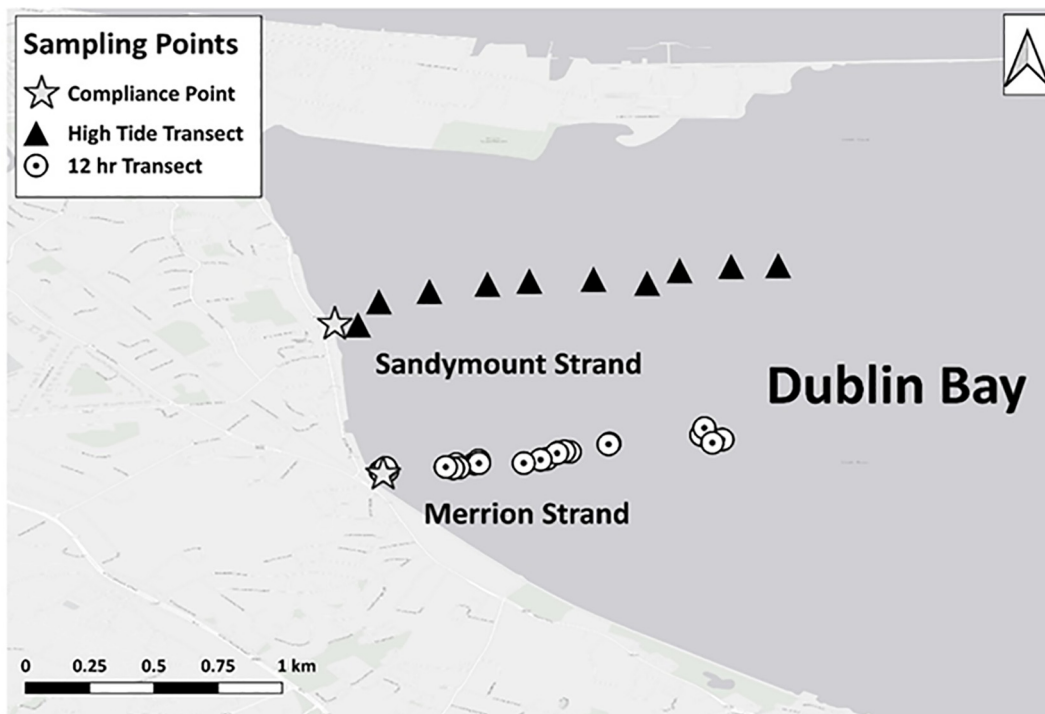 Sampling Points
Compliance Point
High Tide Transect
12 hr Transect
Sandymount Strand
Dublin Bay
Merrion Strand
0 0.25 0.5 0.75 1 km